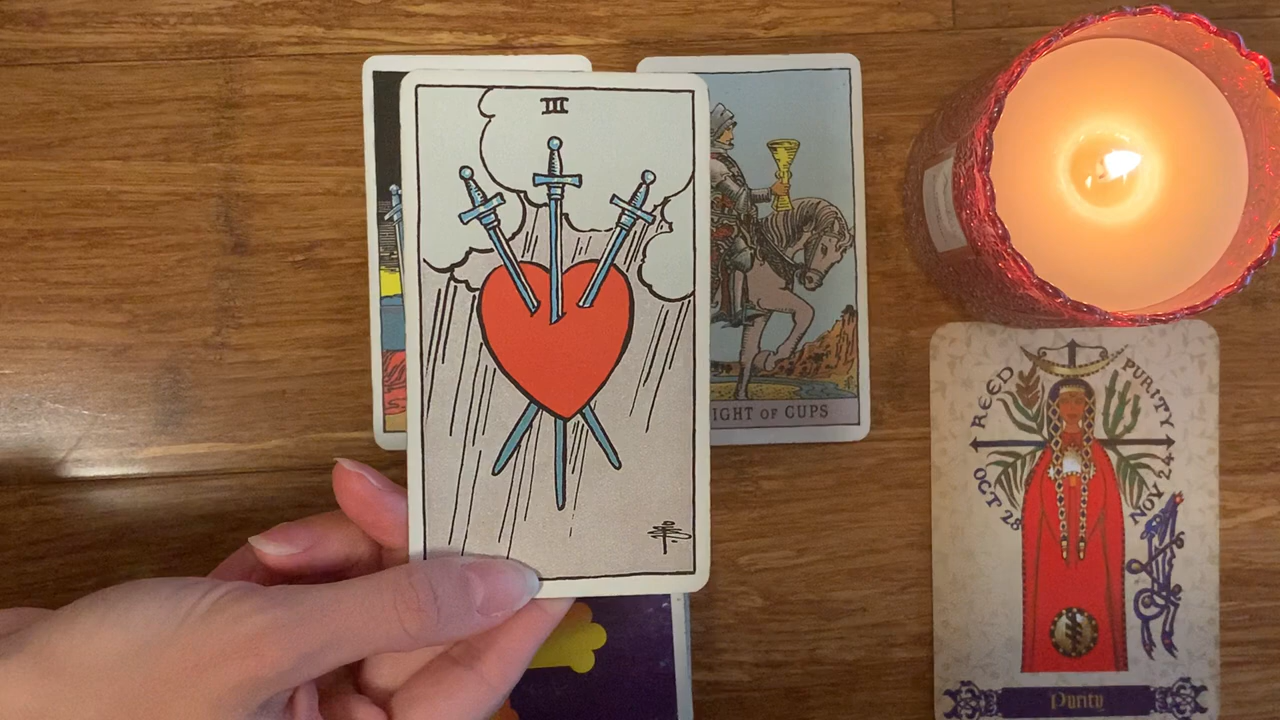 III
IGHT OF CUPS
REED
PURITY
OCT 28
NOV 24
Purity